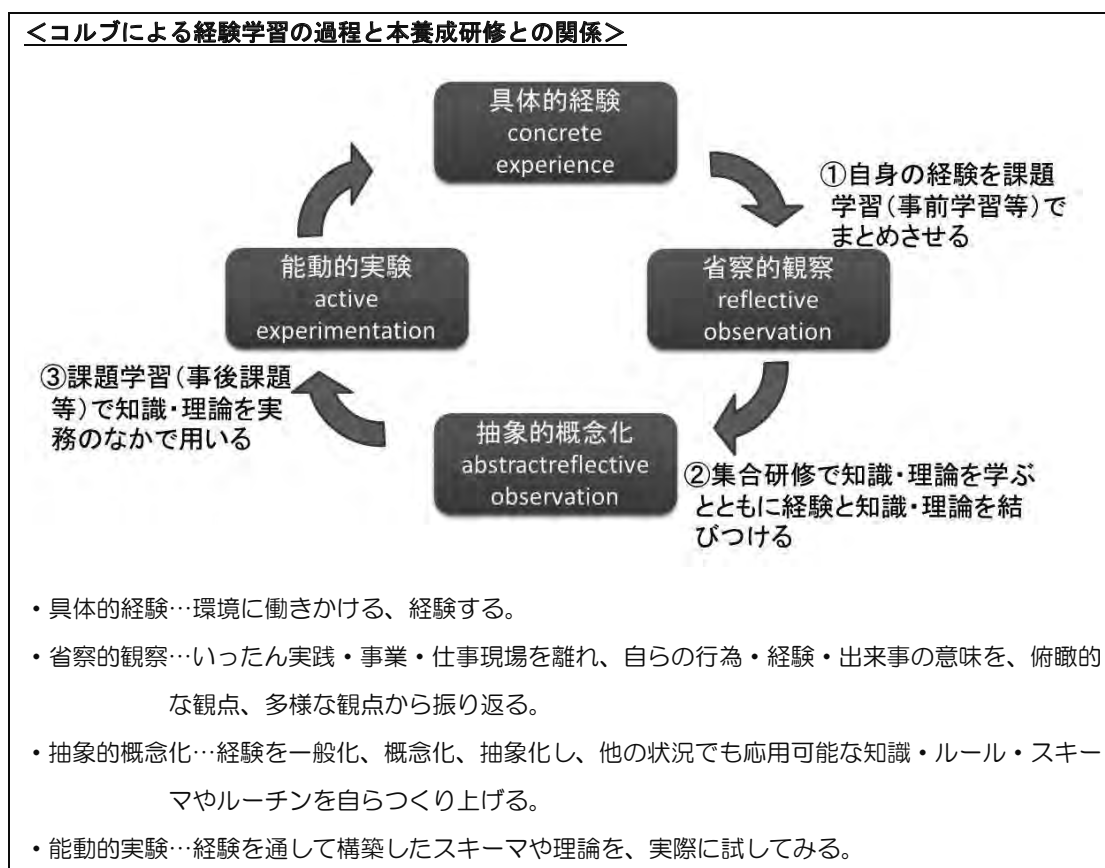 ＜コルブによる経験学習の過程と本養成研修との関係＞
具体的経験
concrete
experience
①自身の経験を課題
学習(事前学習等)で
まとめさせる
能動的実験
active
experimentation
省察的観察
reflective
observation
③課題学習(事後課題
等)で知識・理論を実
務のなかで用いる
抽象的概念化
abstractreflective
observation
②集合研修で知識・理論を学ぶ
とともに経験と知識・理論を結
びつける
・具体的経験…環境に働きかける、経験する。
・省察的観察…いったん実践・事業・仕事現場を離れ、自らの行為・経験・出来事の意味を、俯瞰的
な観点、多様な観点から振り返る。
・抽象的概念化…経験を一般化、概念化、抽象化し、他の状況でも応用可能な知識・ルール・スキー
マやルーチンを自らつくり上げる。
・能動的実験…経験を通して構築したスキーマや理論を、実際に試してみる。